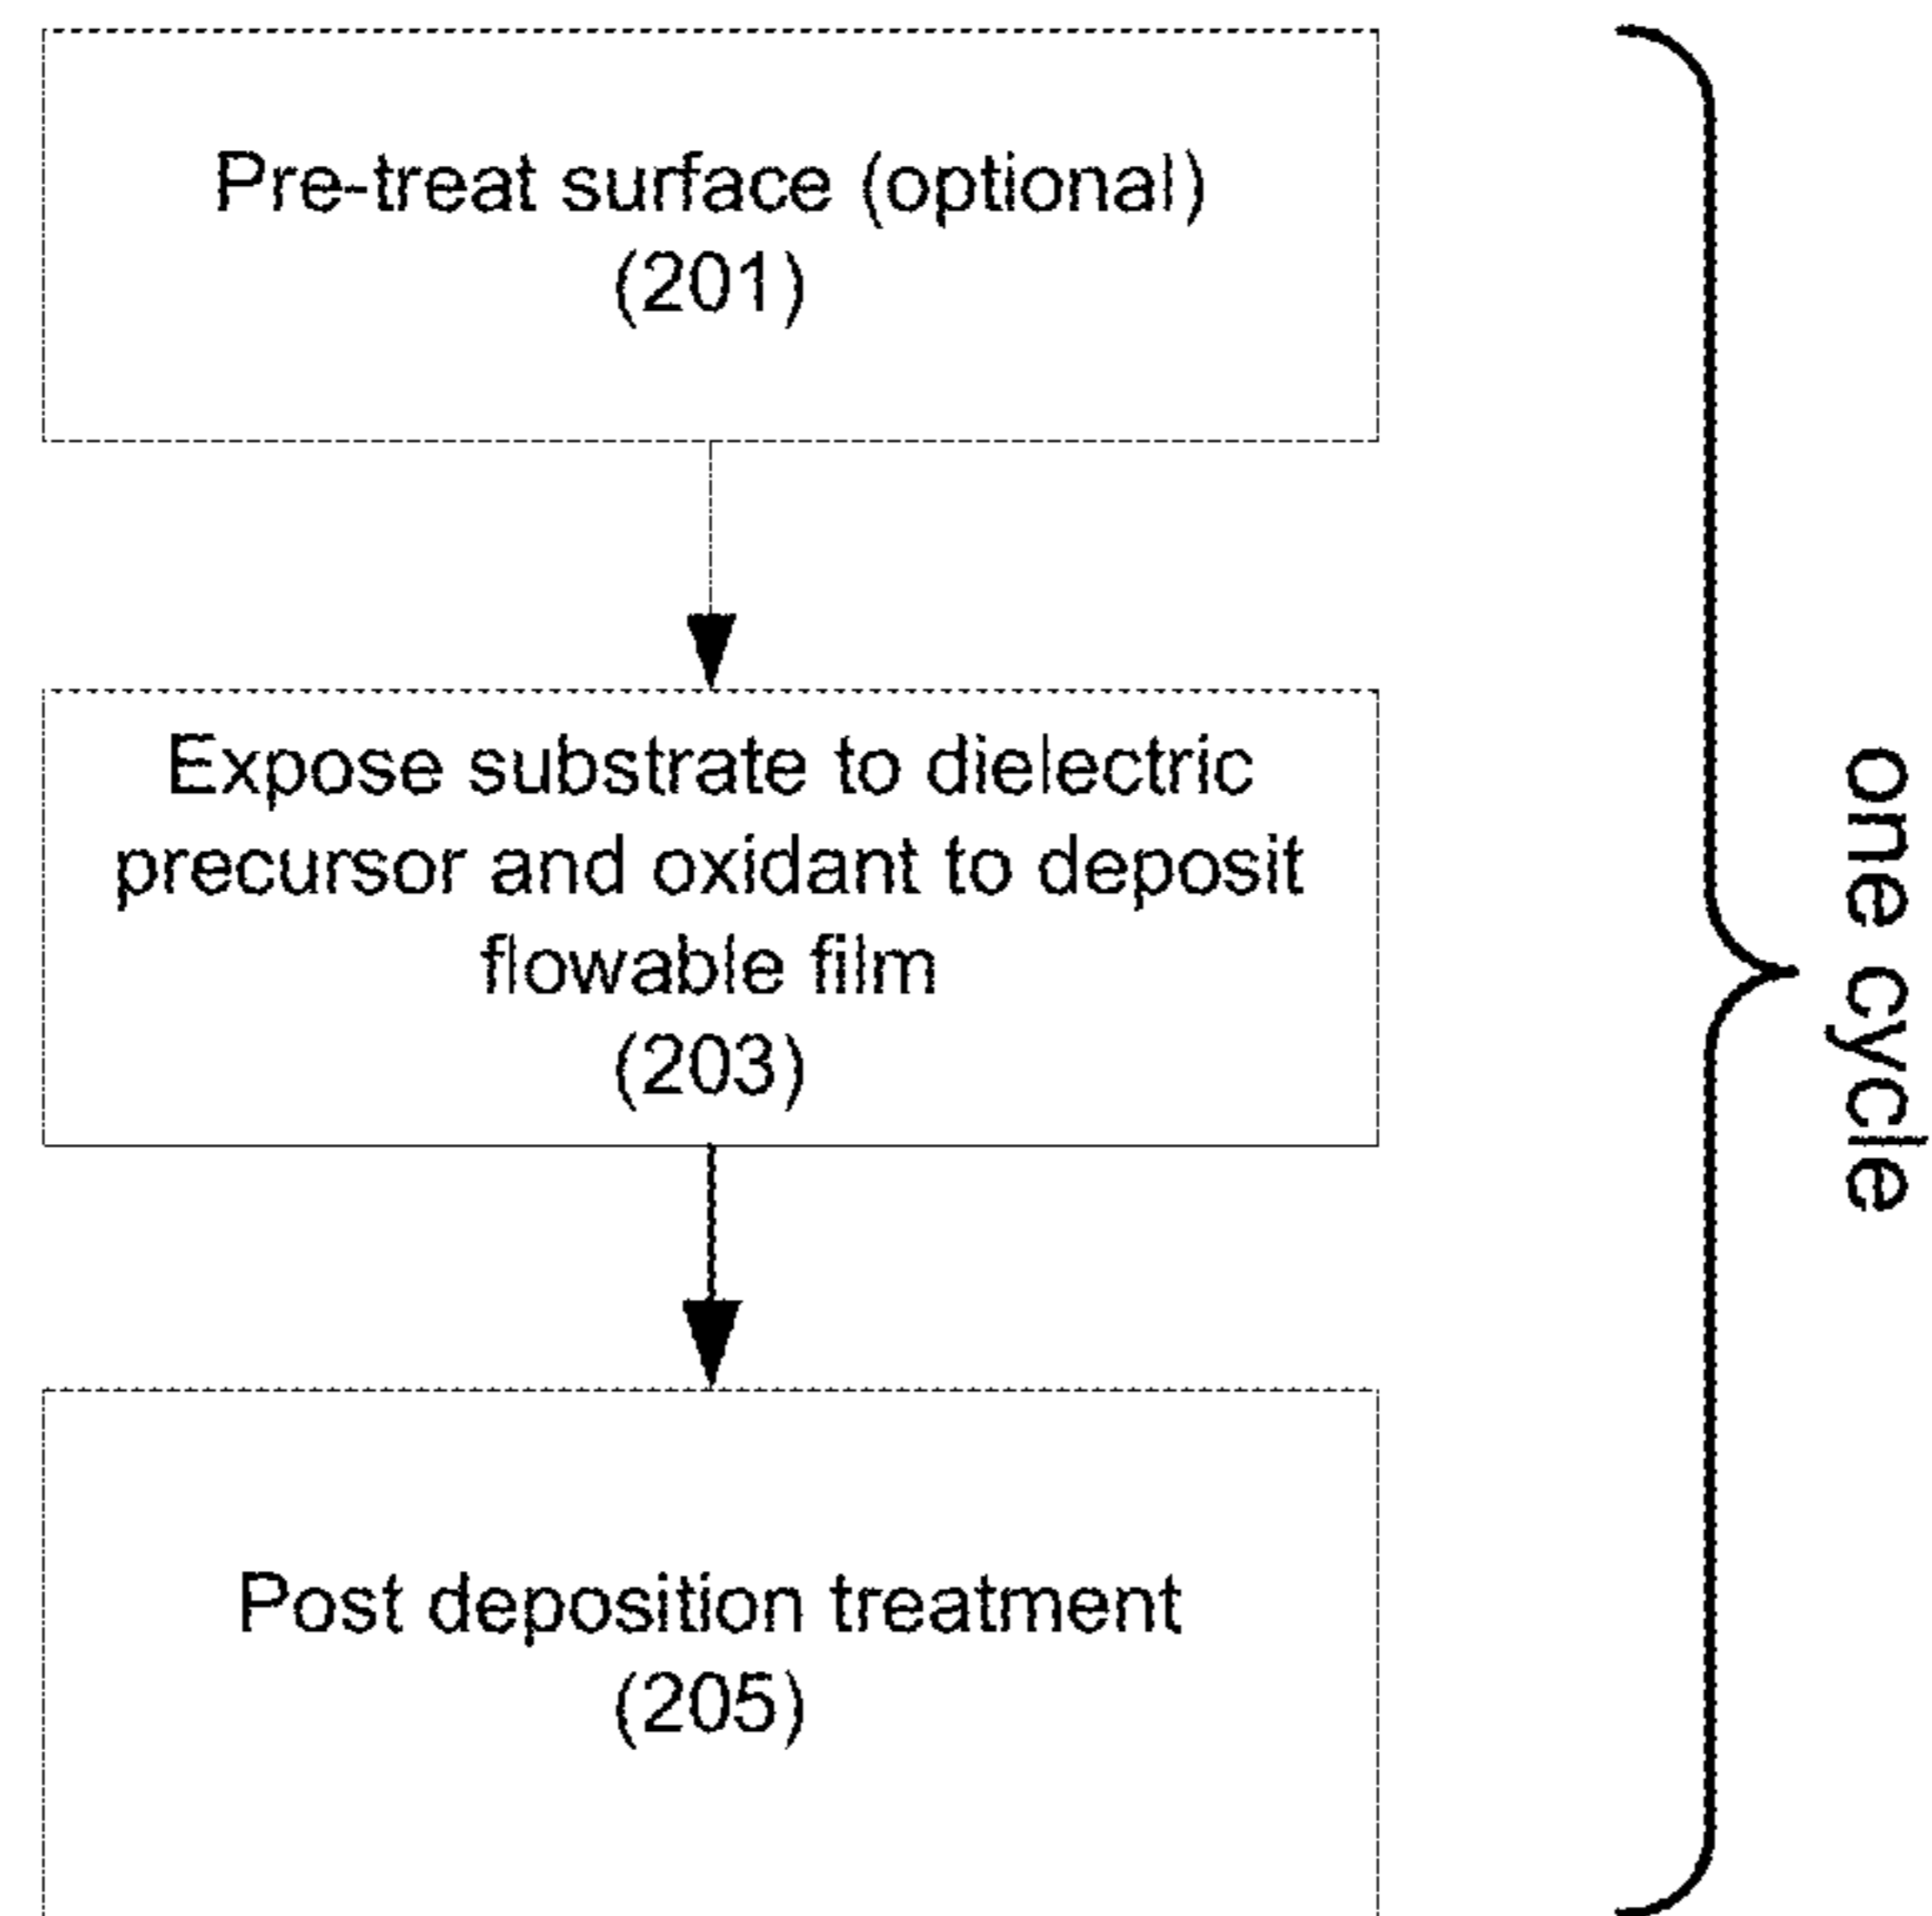 Pre-treat surface (optional)
(201)
Expose substrate to dielectric
precursor and oxidant to deposit
flowable film
(203)
Post deposition treatment
(205)
one cycle